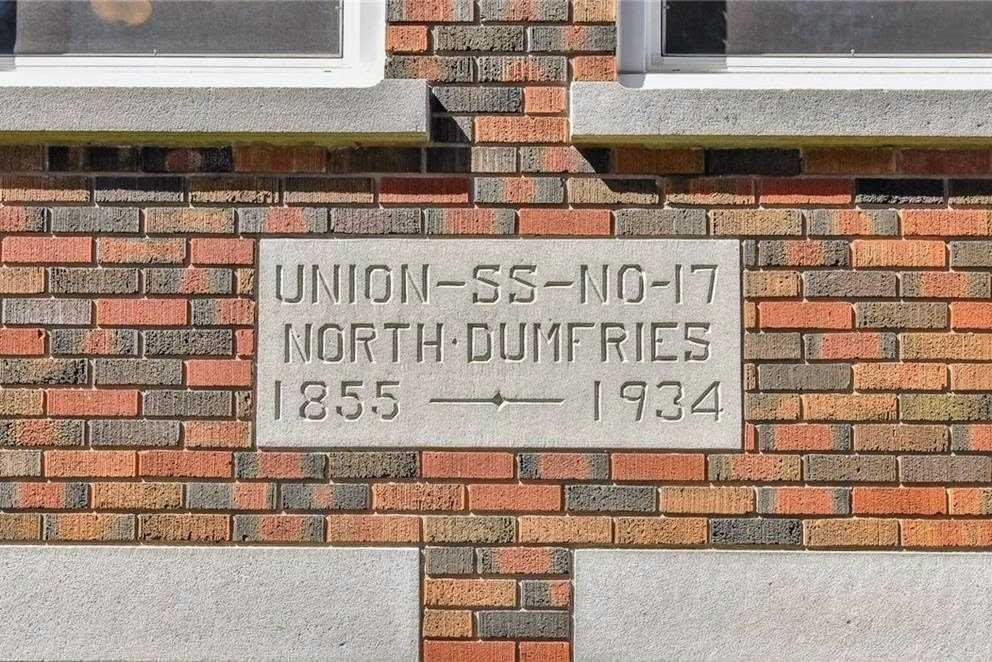 UNION-SS-NO-17
NORTH·DUMFRIES
1855 — 1934